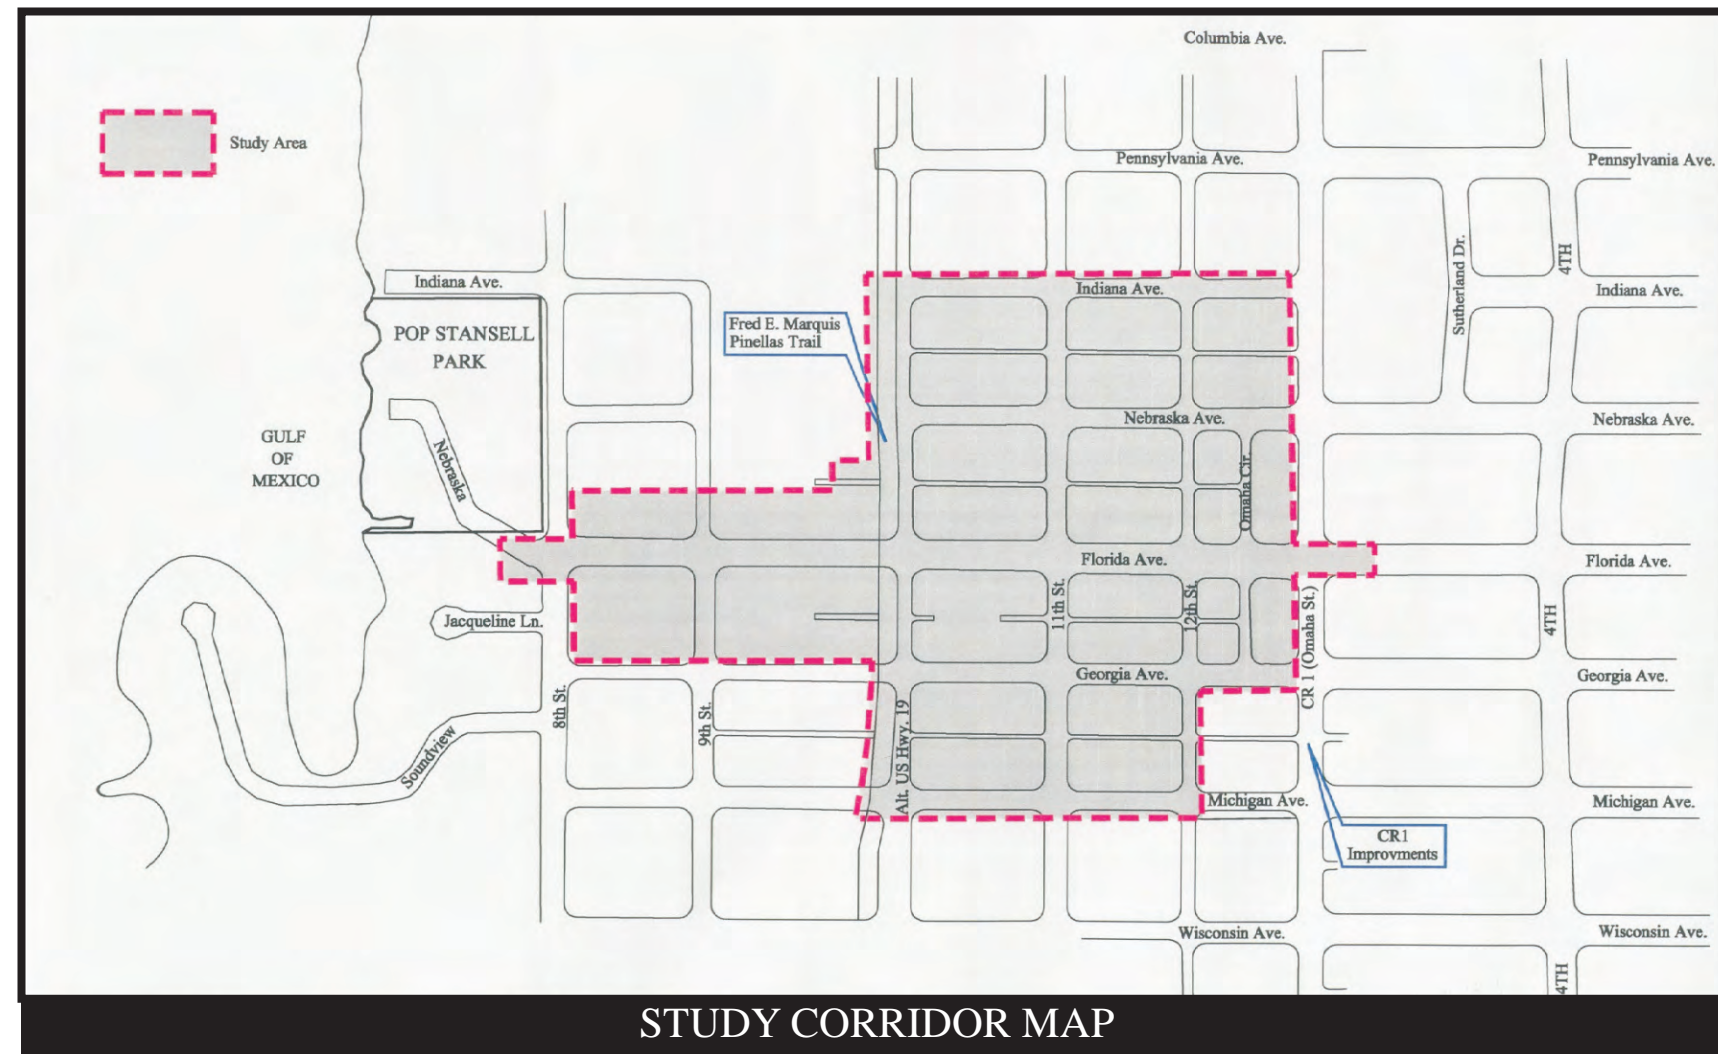 Columbia Ave.
Study Area
Pennsylvania Ave.
Pennsylvania Ave.
Sutherland Dr.
4TH
Indiana Ave.
Indiana Ave.
Indiana Ave.
POP STANSELL
PARK
Fred E. Marquis
Pinellas Trail
Nebraska Ave.
Nebraska Ave.
GULF
OF
MEXICO
Nebraska
Omaha Cir.
Florida Ave.
Florida Ave.
Jacqueline Ln.
11th St.
12th St.
CR 1 (Omaha St.)
4TH
Georgia Ave.
Georgia Ave.
8th St.
9th St.
Alt. US Hwy. 19
Soundview
Michigan Ave.
Michigan Ave.
CR1
Improvments
Wisconsin Ave.
Wisconsin Ave.
4TH
STUDY CORRIDOR MAP